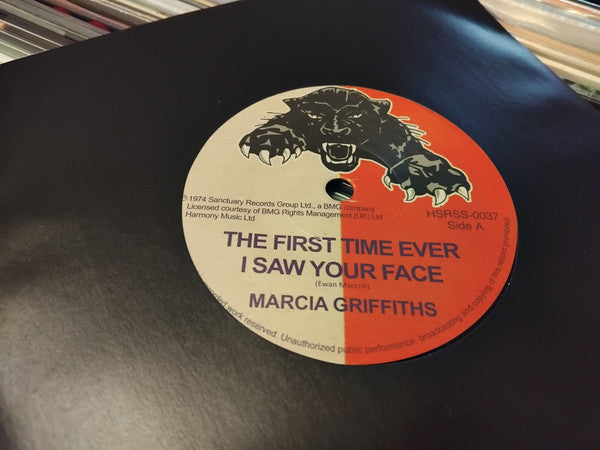 ℗ 1974 Sanctuary Records Group Ltd., a BMG company
Licensed courtesy of BMG Rights Management (UK) Ltd
Harmony Music Ltd
HSRSS-0037
Side A
THE FIRST TIME EVER
I SAW YOUR FACE
(Ewan Maccoll)
MARCIA GRIFFITHS
work reserved. Unauthorized public performance, broadcasting and copying of this record prohibited